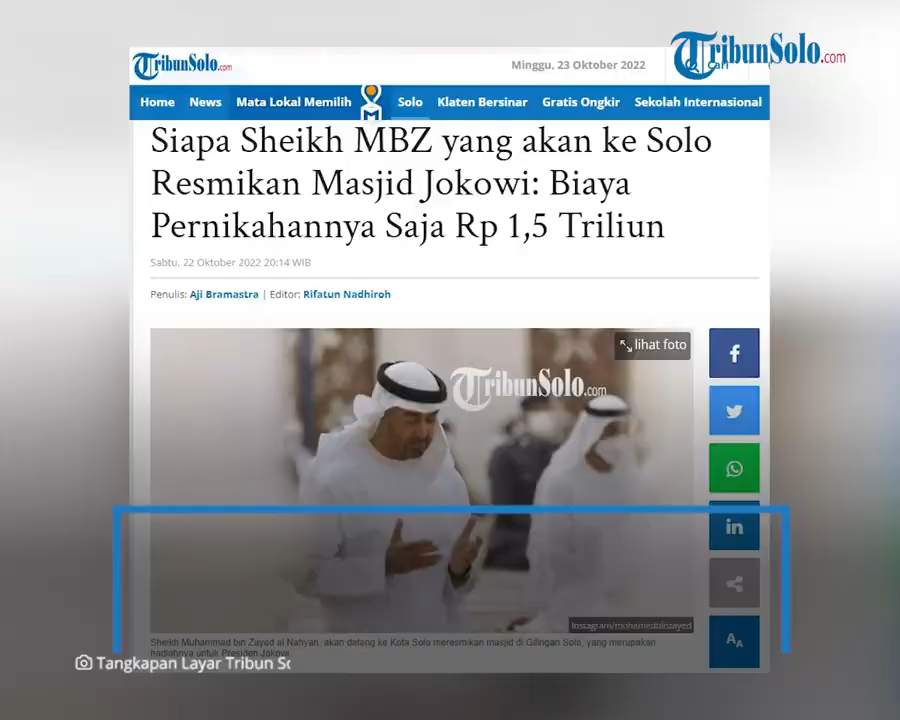 TribunSolo.com
Minggu, 23 Oktober 2022
TribunSolo.com
Cari
Home News Mata Lokal Memilih Solo Klaten Bersinar Gratis Ongkir Sekolah Internasional
Siapa Sheikh MBZ yang akan ke Solo
Resmikan Masjid Jokowi: Biaya
Pernikahannya Saja Rp 1,5 Triliun
Sabtu, 22 Oktober 2022 20:14 WIB
Penulis: Aji Bramastra | Editor: Rifatun Nadhiroh
lihat foto
TribunSolo.com
f
in
AA
Instagram/mohamedbinzayed
Sheikh Muhammad bin Zayed al Nahyan, akan datang ke Kota Solo meresmikan masjid di Gilingan Solo, yang merupakan
hadiahnya untuk Presiden Jokowi.
Tangkapan Layar Tribun So